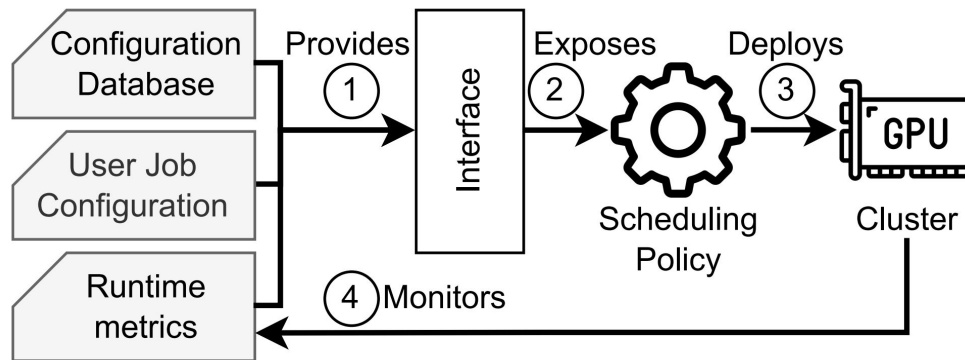 Configuration
Database
User Job
Configuration
Runtime
metrics
Provides
1
Interface
Exposes
2
Scheduling
Policy
Deploys
3
GPU
Cluster
4 Monitors